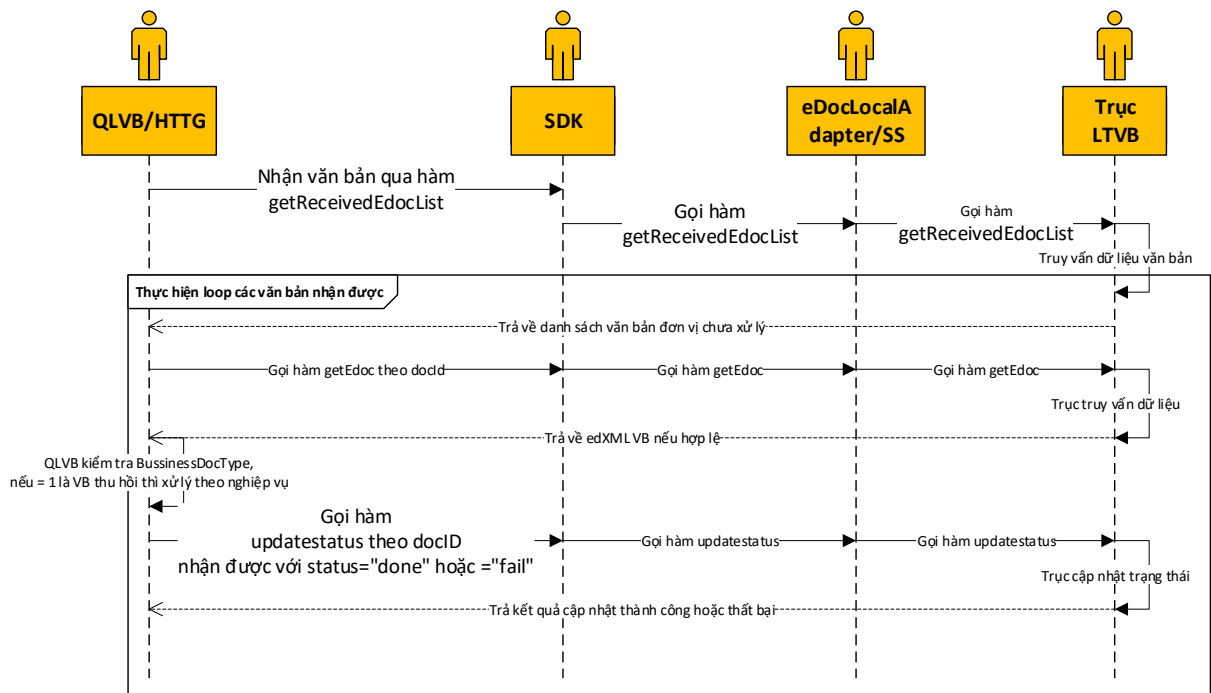 QLVB/HTTG
SDK
eDocLocalA
dapter/SS
Trục
LTVB
Nhận văn bản qua hàm
getReceivedEdocList
Gọi hàm
getReceivedEdocList
Gọi hàm
getReceivedEdocList
Truy vấn dữ liệu văn bản
Thực hiện loop các văn bản nhận được
Trả về danh sách văn bản đơn vị chưa xử lý
Gọi hàm getEdoc theo docId
Gọi hàm getEdoc
Gọi hàm getEdoc
Trục truy vấn dữ liệu
Trả về edXML VB nếu hợp lệ
QLVB kiểm tra BussinessDocType,
nếu = 1 là VB thu hồi thì xử lý theo nghiệp vụ
Gọi hàm
updatestatus theo docID
nhận được với status="done" hoặc ="fail"
Gọi hàm updatestatus
Gọi hàm updatestatus
Trục cập nhật trạng thái
Trả kết quả cập nhật thành công hoặc thất bại